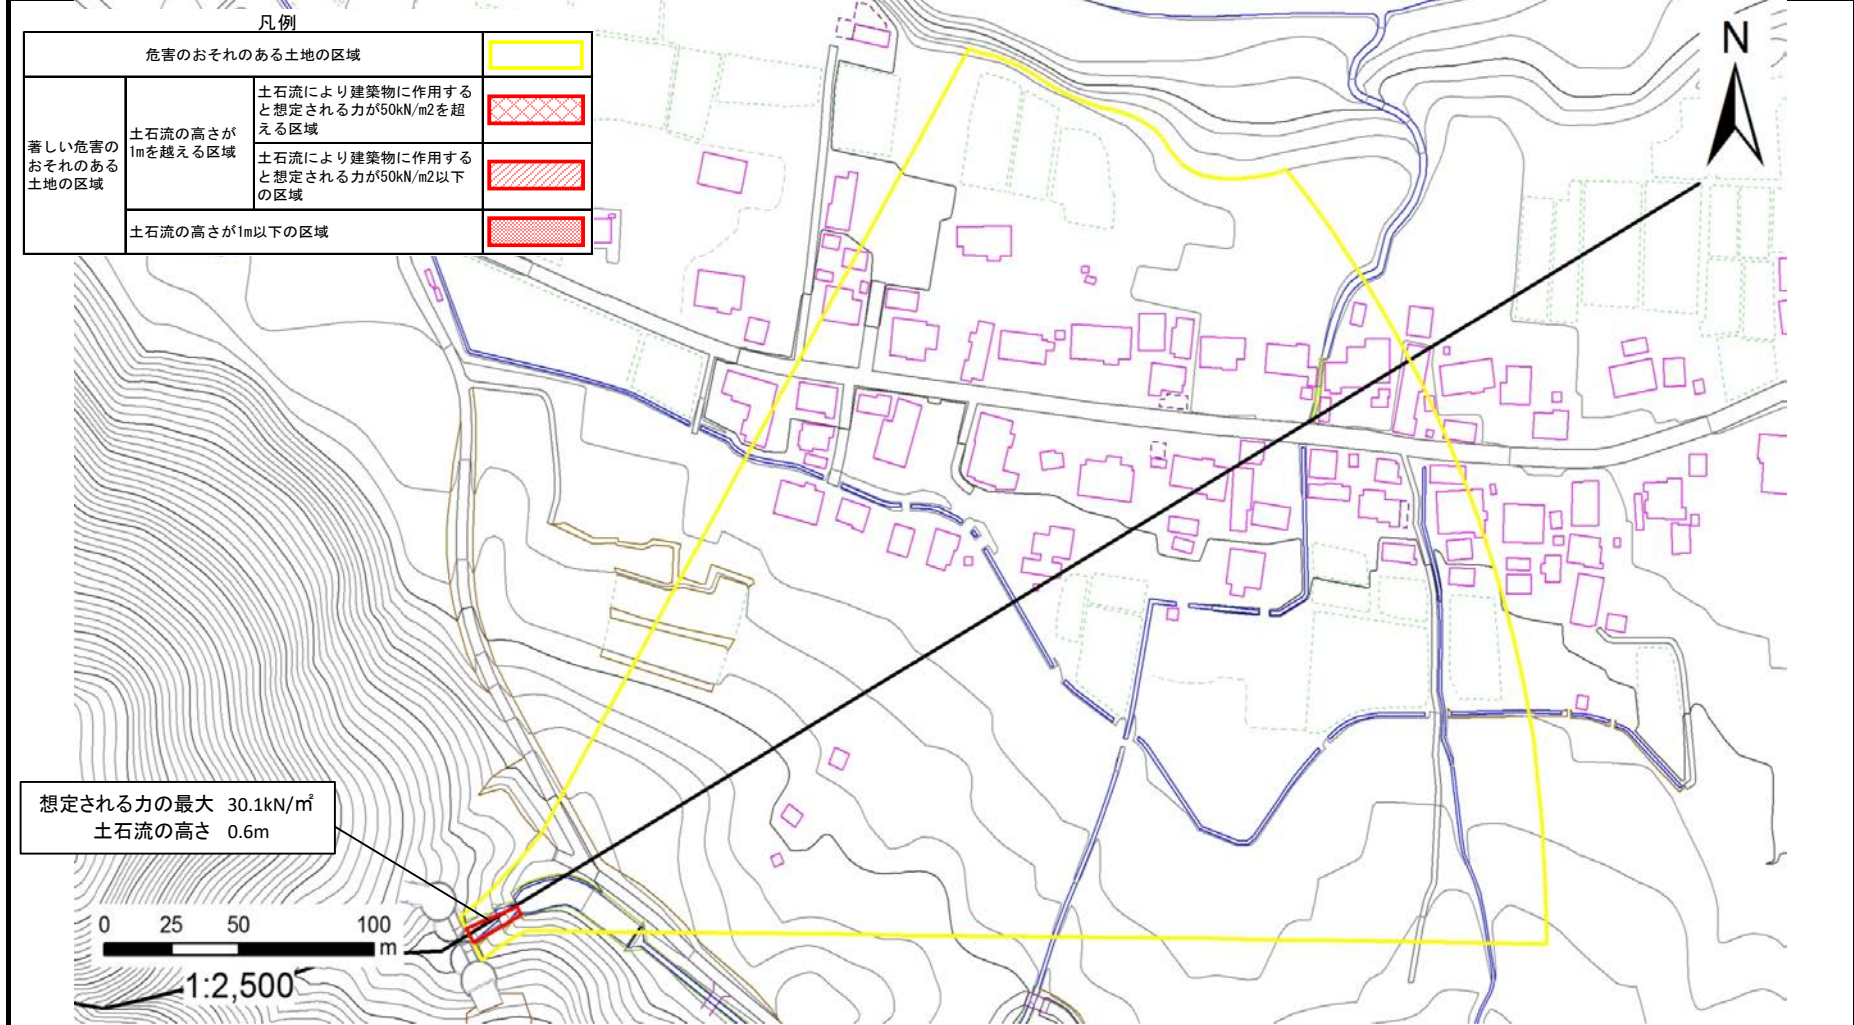 凡例
危害のおそれのある土地の区域
著しい危害の
おそれのある
土地の区域
土石流の高さが
1mを越える区域
土石流により建築物に作用する
と想定される力が50kN/m2を超
える区域
土石流により建築物に作用する
と想定される力が50kN/m2以下
の区域
土石流の高さが1m以下の区域
N
想定される力の最大 30.1kN/㎡
土石流の高さ 0.6m
0 25 50 100
m
1:2,500